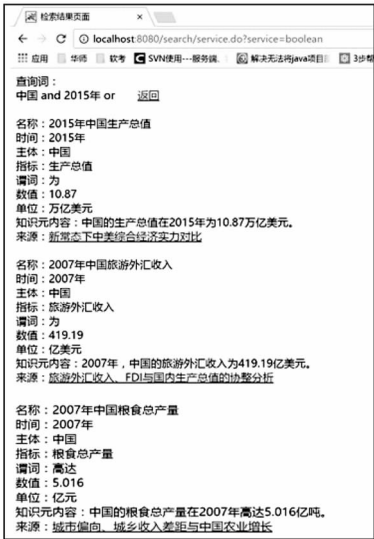 检索结果页面
localhost:8080/search/service.do?service=boolean
应用 华师 软考 SVN使用---服务端、 解决无法将java项目 3步帮
查询词：
中国 and 2015年 or 返回
名称：2015年中国生产总值
时间：2015年
主体：中国
指标：生产总值
谓词：为
数值：10.87
单位：万亿美元
知识元内容：中国的生产总值在2015年为10.87万亿美元。
来源：新常态下中美综合经济实力对比
名称：2007年中国旅游外汇收入
时间：2007年
主体：中国
指标：旅游外汇收入
谓词：为
数值：419.19
单位：亿美元
知识元内容：2007年，中国的旅游外汇收入为419.19亿美元。
来源：旅游外汇收入、FDI与国内生产总值的协整分析
名称：2007年中国粮食总产量
时间：2007年
主体：中国
指标：粮食总产量
谓词：高达
数值：5.016
单位：亿元
知识元内容：中国的粮食总产量在2007年高达5.016亿吨。
来源：城市偏向、城乡收入差距与中国农业增长